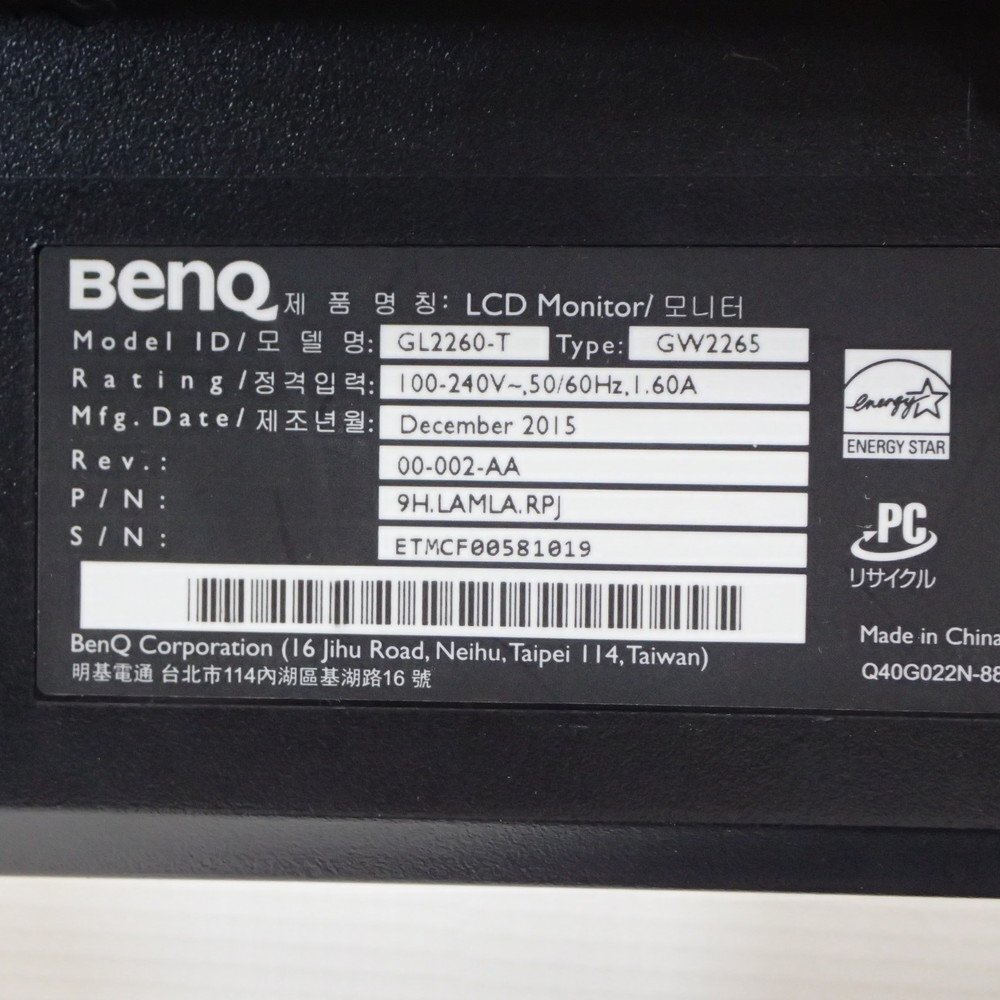 BenQ 제 품 명 칭: LCD Monitor/ 모니터
Model ID/모 델 명: GL2260-T Type: GW2265
Rating/정격입력: 100-240V~,50/60Hz,1.60A
Mfg.Date/제조년월: December 2015
Rev.: 00-002-AA
P/N: 9H.LAMLA.RPJ
S/N: ETMCF00581019
BenQ Corporation (16 Jihu Road, Neihu,Taipei 114,Taiwan)
明基電通 台北市114內湖區基湖路16 號
energy
ENERGY STAR
PC
リサイクル
Made in China
Q40G022N-88